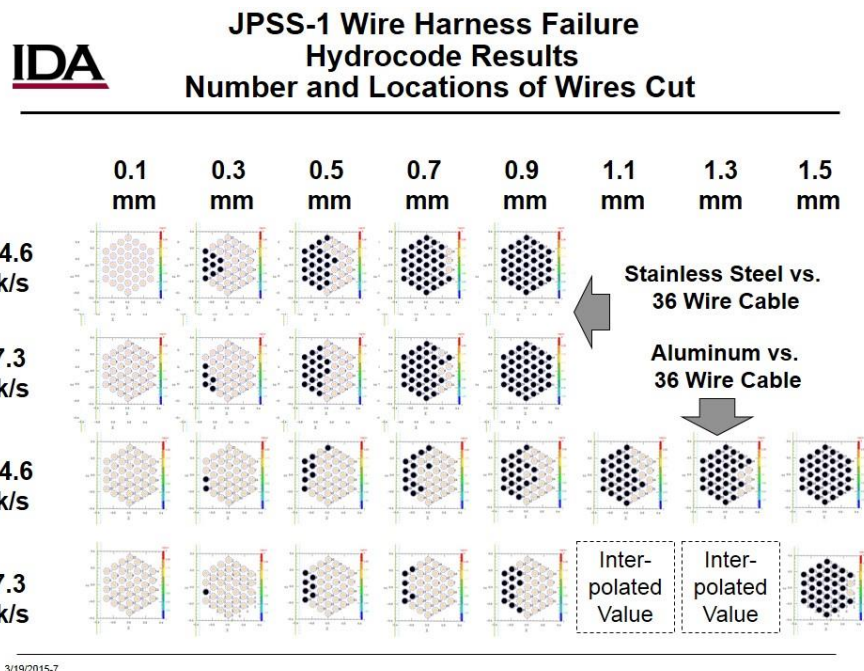 JPSS-1 Wire Harness Failure
Hydrocode Results
Number and Locations of Wires Cut
IDA
0.1 0.3 0.5 0.7 0.9 1.1 1.3 1.5
mm mm mm mm mm mm mm mm
4.6
k/s
Stainless Steel vs.
36 Wire Cable
7.3
k/s
Aluminum vs.
36 Wire Cable
4.6
k/s
7.3
k/s
Inter-
polated
Value
Inter-
polated
Value
3/19/2015-7